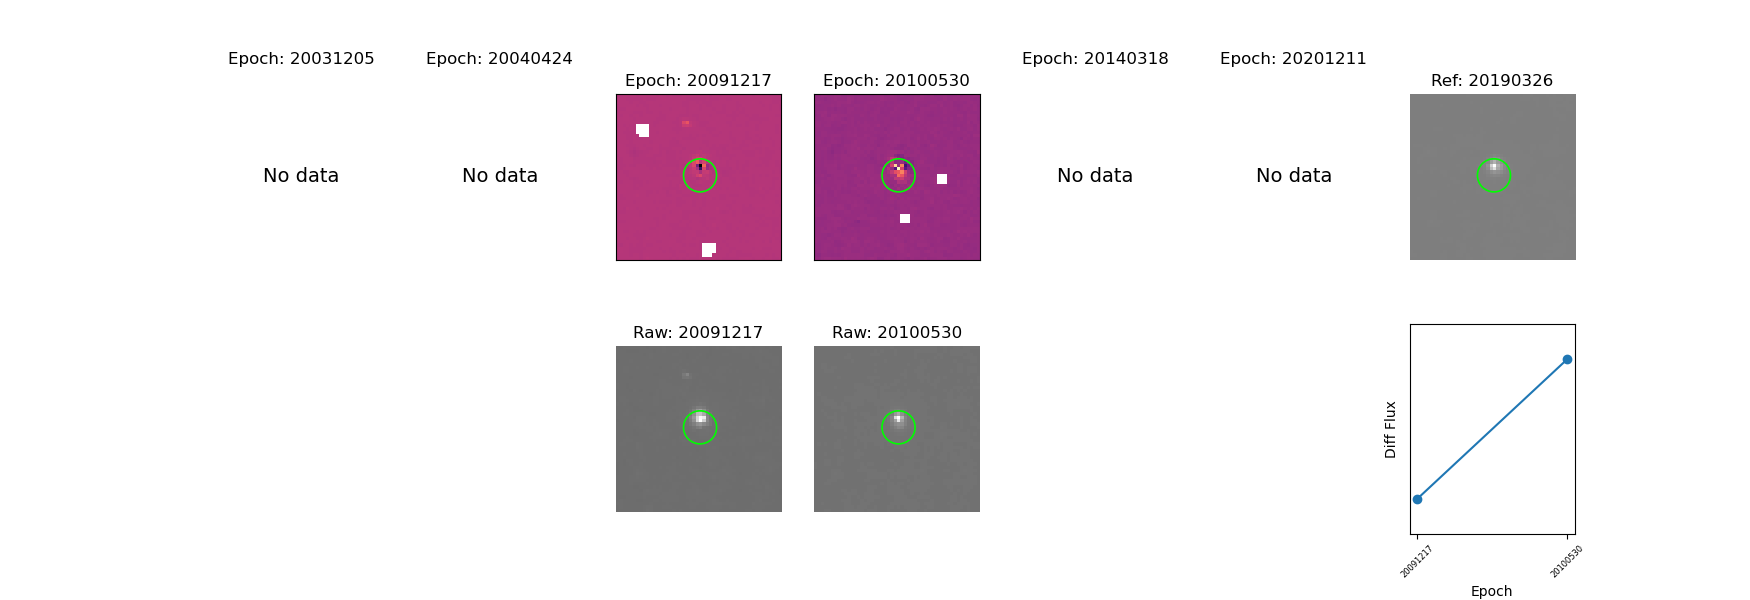 Epoch: 20031205
Epoch: 20040424
Epoch: 20091217
Epoch: 20100530
Epoch: 20140318
Epoch: 20201211
Ref: 20190326
No data
No data
No data
No data
Raw: 20091217
Raw: 20100530
Diff Flux
20091217
20100530
Epoch